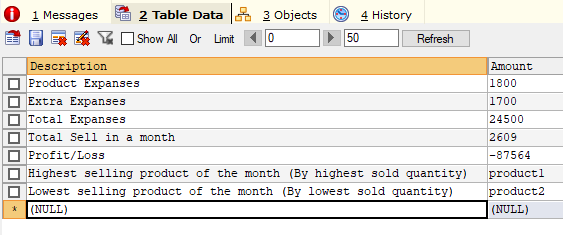 1 Messages 2 Table Data 3 Objects 4 History
Show All Or Limit 0 50 Refresh
Description Amount
Product Expanses 1800
Extra Expanses 1700
Total Expanses 24500
Total Sell in a month 2609
Profit/Loss -87564
Highest selling product of the month (By highest sold quantity) product1
Lowest selling product of the month (By lowest sold quantity) product2
* (NULL) (NULL)